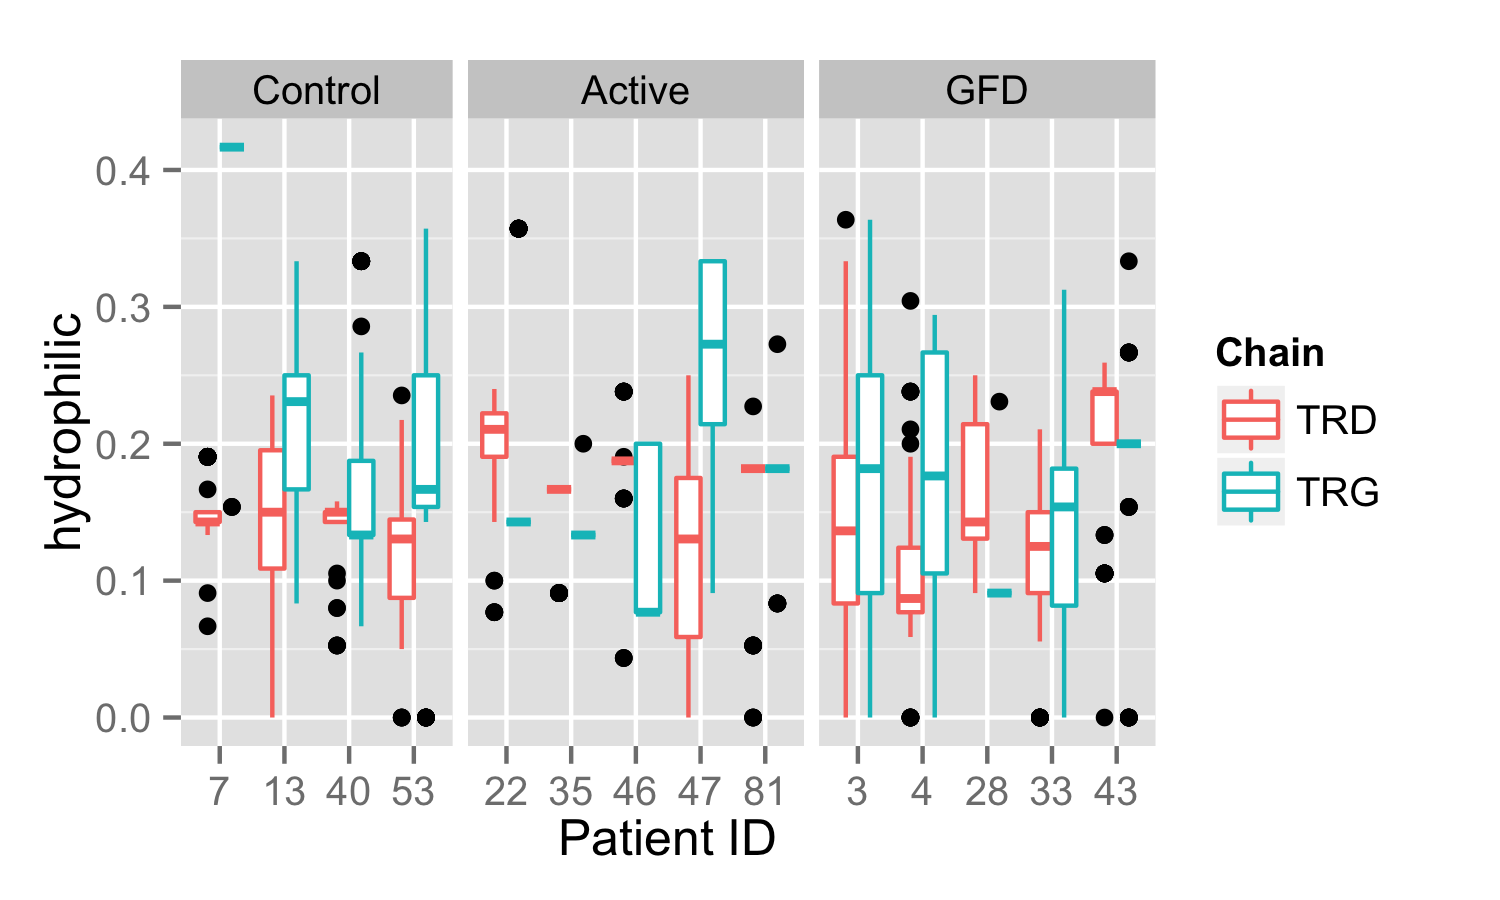 Control Active GFD
0.4
0.3
0.2
0.1
0.0
hydrophilic
7 13 40 53 22 35 46 47 81 3 4 28 33 43
Patient ID
Chain
TRD
TRG